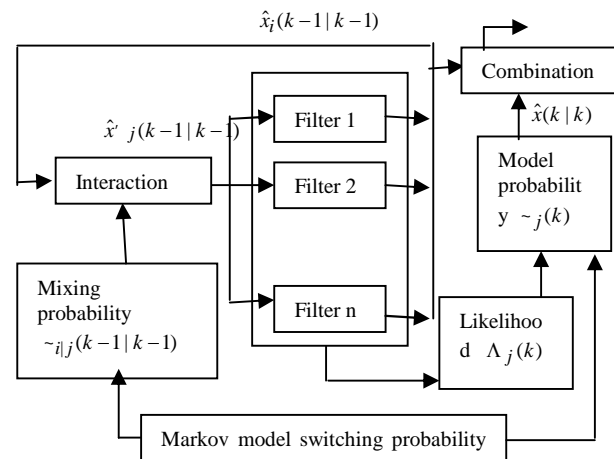 x̂ᵢ(k−1|k−1)
Combination
x̂′ j(k−1|k−1)
Filter 1
x̂(k|k)
Interaction
Filter 2
Model
probabilit
y ~ⱼ(k)
Mixing
probability
~ᵢ|ⱼ(k−1|k−1)
Filter n
Likelihoo
d Λⱼ(k)
Markov model switching probability